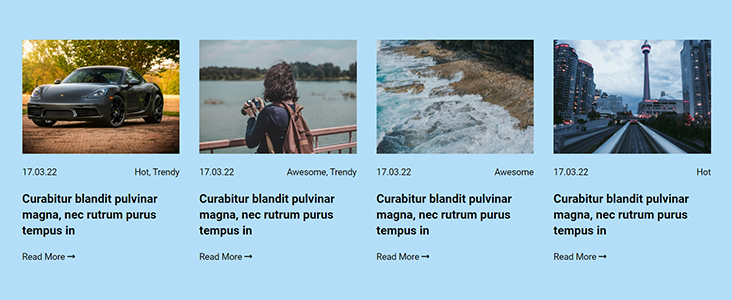 17.03.22 Hot, Trendy
Curabitur blandit pulvinar
magna, nec rutrum purus
tempus in
Read More →
17.03.22 Awesome, Trendy
Curabitur blandit pulvinar
magna, nec rutrum purus
tempus in
Read More →
17.03.22 Awesome
Curabitur blandit pulvinar
magna, nec rutrum purus
tempus in
Read More →
17.03.22 Hot
Curabitur blandit pulvinar
magna, nec rutrum purus
tempus in
Read More →